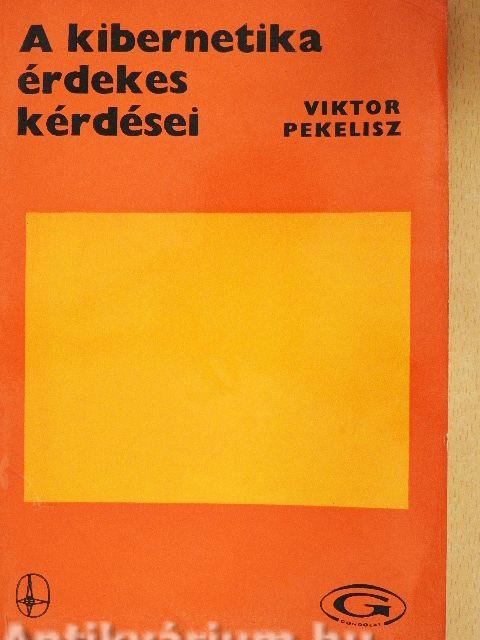 A kibernetika
érdekes
kérdései
VIKTOR
PEKELISZ
G
GONDOLAT
Antikvárium.hu